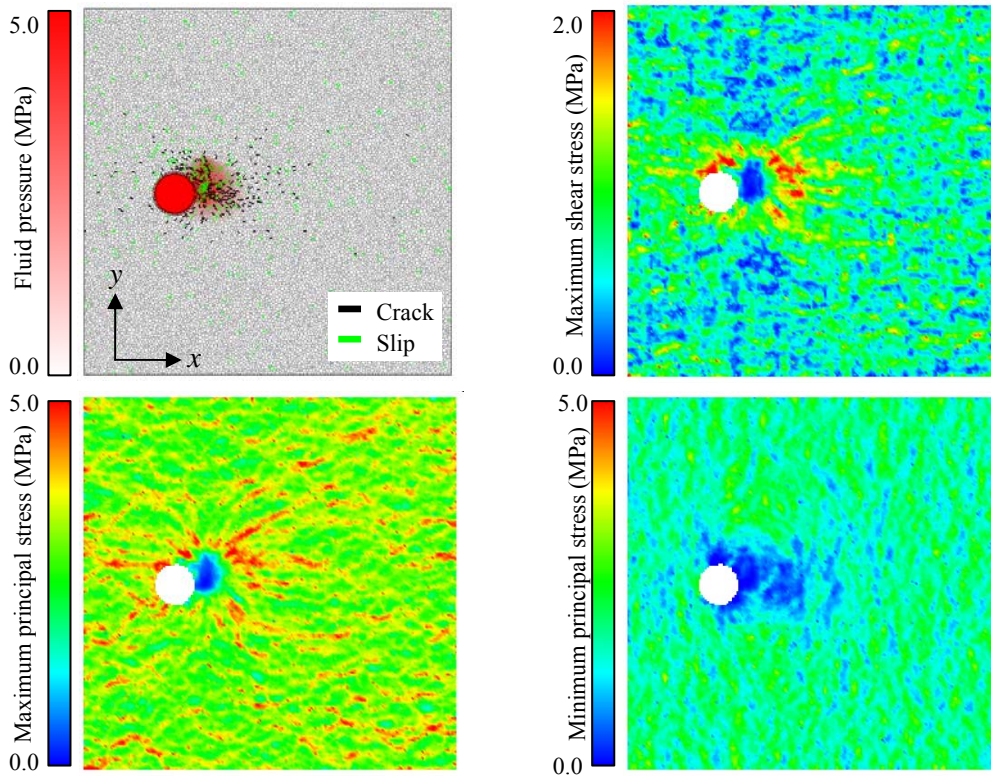 5.0
Fluid pressure (MPa)
0.0
y
x
Crack
Slip
2.0
Maximum shear stress (MPa)
0.0
5.0
Maximum principal stress (MPa)
0.0
5.0
Minimum principal stress (MPa)
0.0